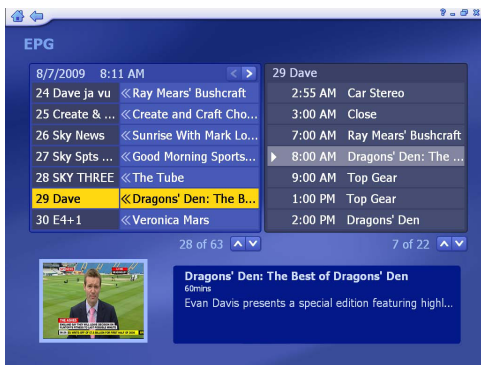 EPG
8/7/2009 8:11 AM
24 Dave ja vu «Ray Mears' Bushcraft
25 Create & ... «Create and Craft Cho...
26 Sky News «Sunrise With Mark Lo...
27 Sky Spts ... «Good Morning Sports...
28 SKY THREE «The Tube
29 Dave «Dragons' Den: The B...
30 E4+1 «Veronica Mars
28 of 63
29 Dave
2:55 AM Car Stereo
3:00 AM Close
7:00 AM Ray Mears' Bushcraft
8:00 AM Dragons' Den: The ...
9:00 AM Top Gear
1:00 PM Top Gear
2:00 PM Dragons' Den
7 of 22
THE ASHES
Dragons' Den: The Best of Dragons' Den
60mins
Evan Davis presents a special edition featuring highl...